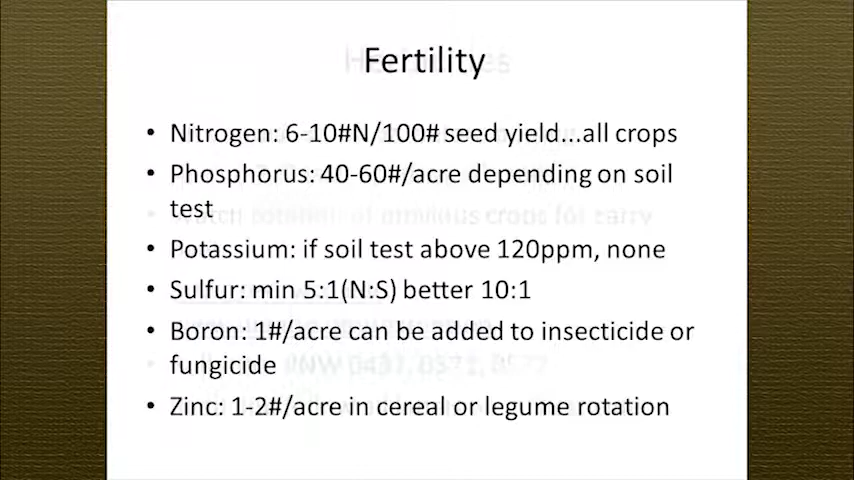 Fertility
• Nitrogen: 6-10#N/100# seed yield...all crops
• Phosphorus: 40-60#/acre depending on soil
test
• Potassium: if soil test above 120ppm, none
• Sulfur: min 5:1(N:S) better 10:1
• Boron: 1#/acre can be added to insecticide or
fungicide
• Zinc: 1-2#/acre in cereal or legume rotation